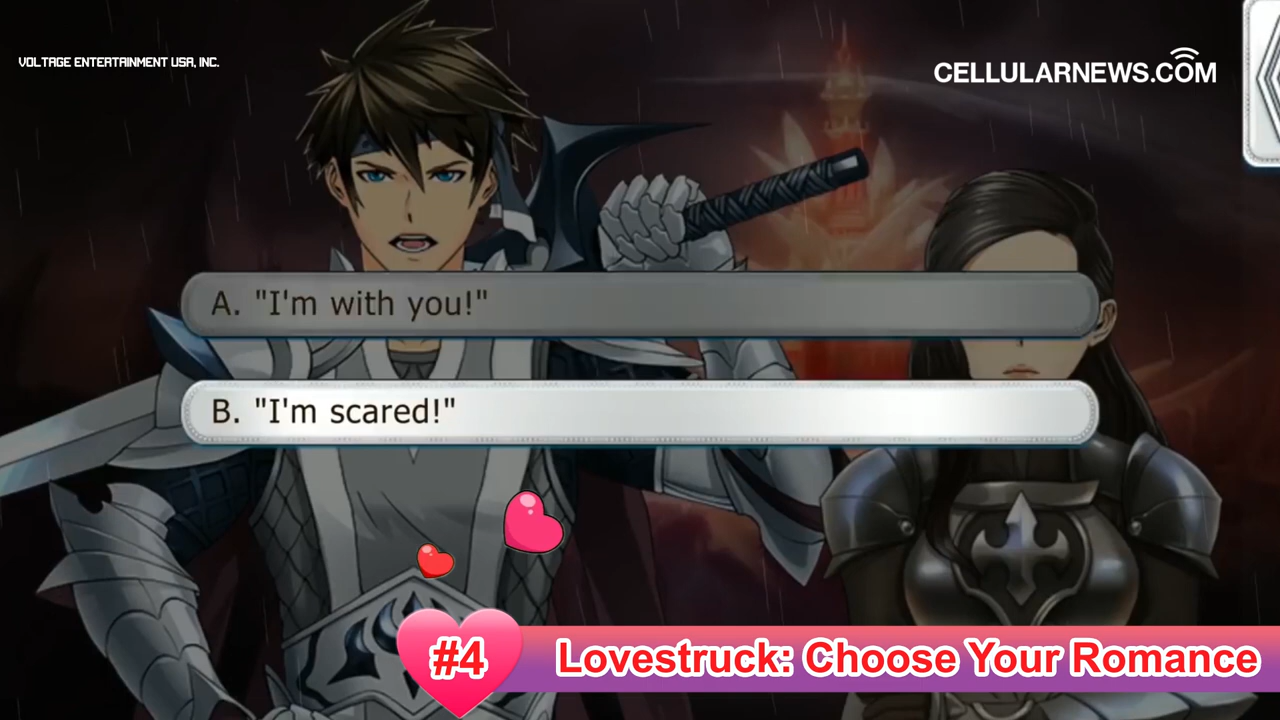 VOLTAGE ENTERTAINMENT USA, INC.
CELLULARNEWS.COM
A. "I'm with you!"
B. "I'm scared!"
#4 Lovestruck: Choose Your Romance